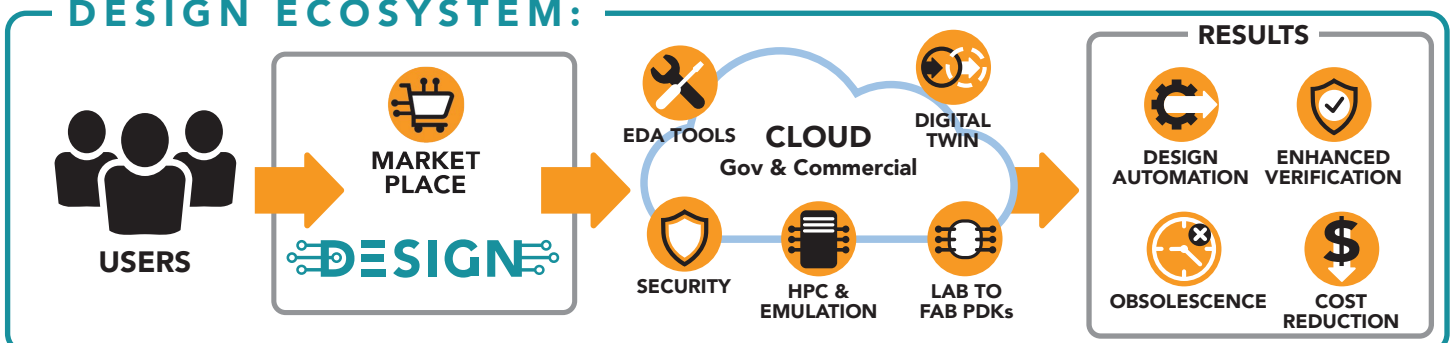 DESIGN ECOSYSTEM:
USERS
MARKET
PLACE
DESIGN
EDA TOOLS
CLOUD
Gov & Commercial
DIGITAL
TWIN
SECURITY
HPC &
EMULATION
LAB TO
FAB PDKs
RESULTS
DESIGN
AUTOMATION
ENHANCED
VERIFICATION
OBSOLESCENCE
$
COST
REDUCTION